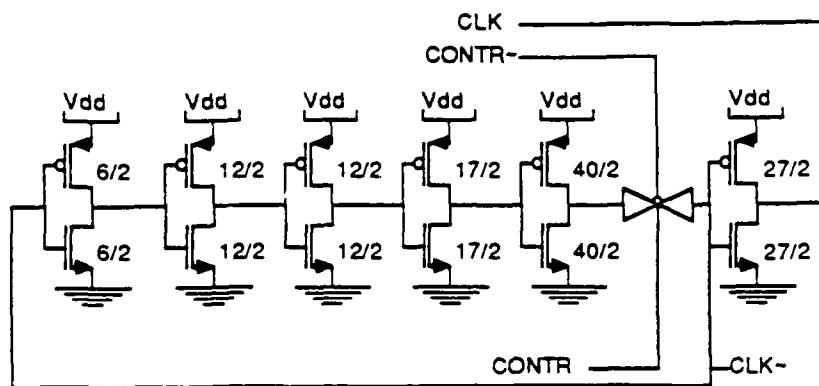 CLK
CONTR~
Vdd Vdd Vdd Vdd Vdd Vdd
6/2 12/2 12/2 17/2 40/2 27/2
6/2 12/2 12/2 17/2 40/2 27/2
CONTR CLK~